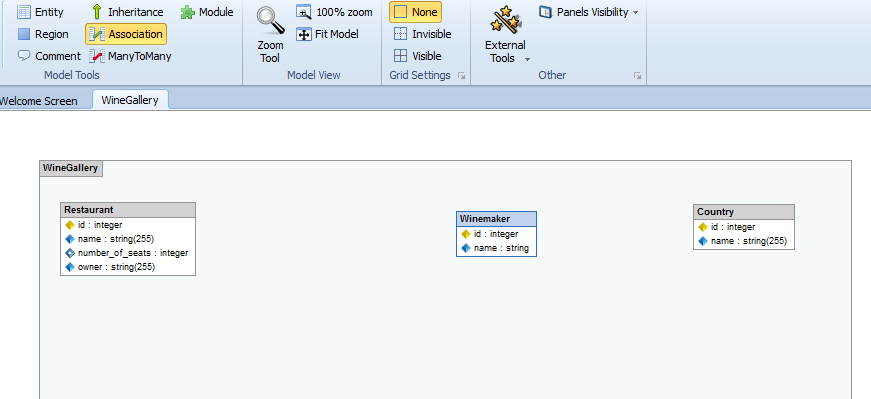 Entity Inheritance Module 100% zoom None Panels Visibility
Region Association Zoom Tool Fit Model Invisible External Tools
Comment ManyToMany Visible
Model Tools Model View Grid Settings Other
Welcome Screen WineGallery
WineGallery
Restaurant
id : integer
name : string(255)
number_of_seats : integer
owner : string(255)
Winemaker
id : integer
name : string
Country
id : integer
name : string(255)